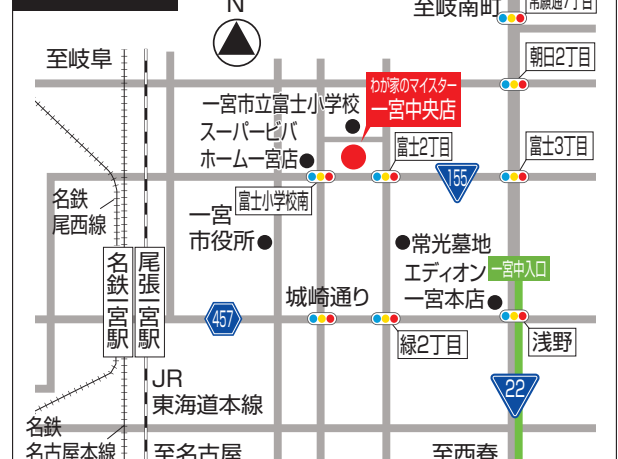 N
至岐南町
常願通7丁目
至岐阜
朝日2丁目
わが家のマイスター
一宮中央店
一宮市立富士小学校
スーパービバ
ホーム一宮店
富士2丁目
富士3丁目
155
名鉄
尾西線
富士小学校南
一宮
市役所
常光墓地
エディオン
一宮本店
一宮中入口
名鉄一宮駅
尾張一宮駅
城崎通り
457
緑2丁目
浅野
22
JR
東海道本線
名鉄
名古屋本線
至名古屋
至西春